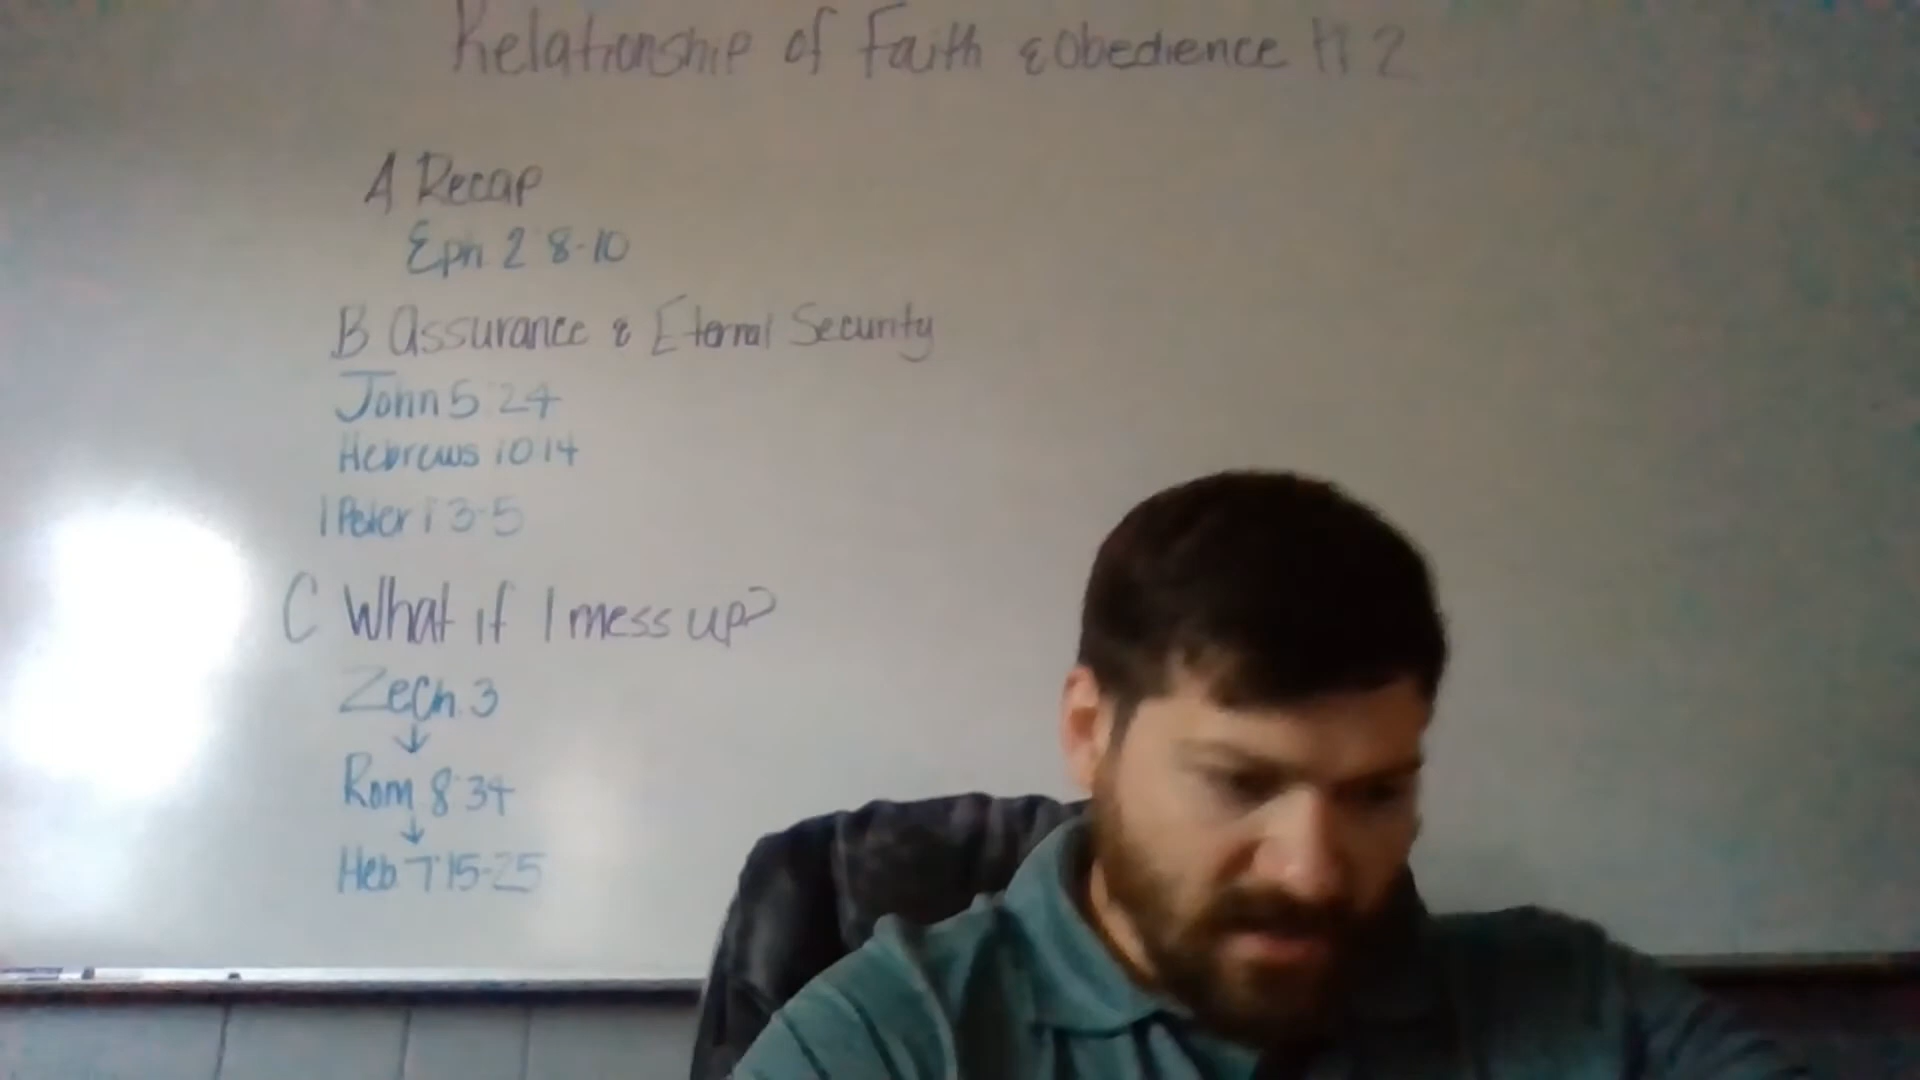 Relationship of Faith & Obedience Pt 2
A Recap
Eph. 2:8-10
B Assurance & Eternal Security
John 5:24
Hebrews 10:14
1 Peter 1:3-5
C What if I mess up?
Zech. 3
↓
Rom. 8:34
↓
Heb. 7:15-25